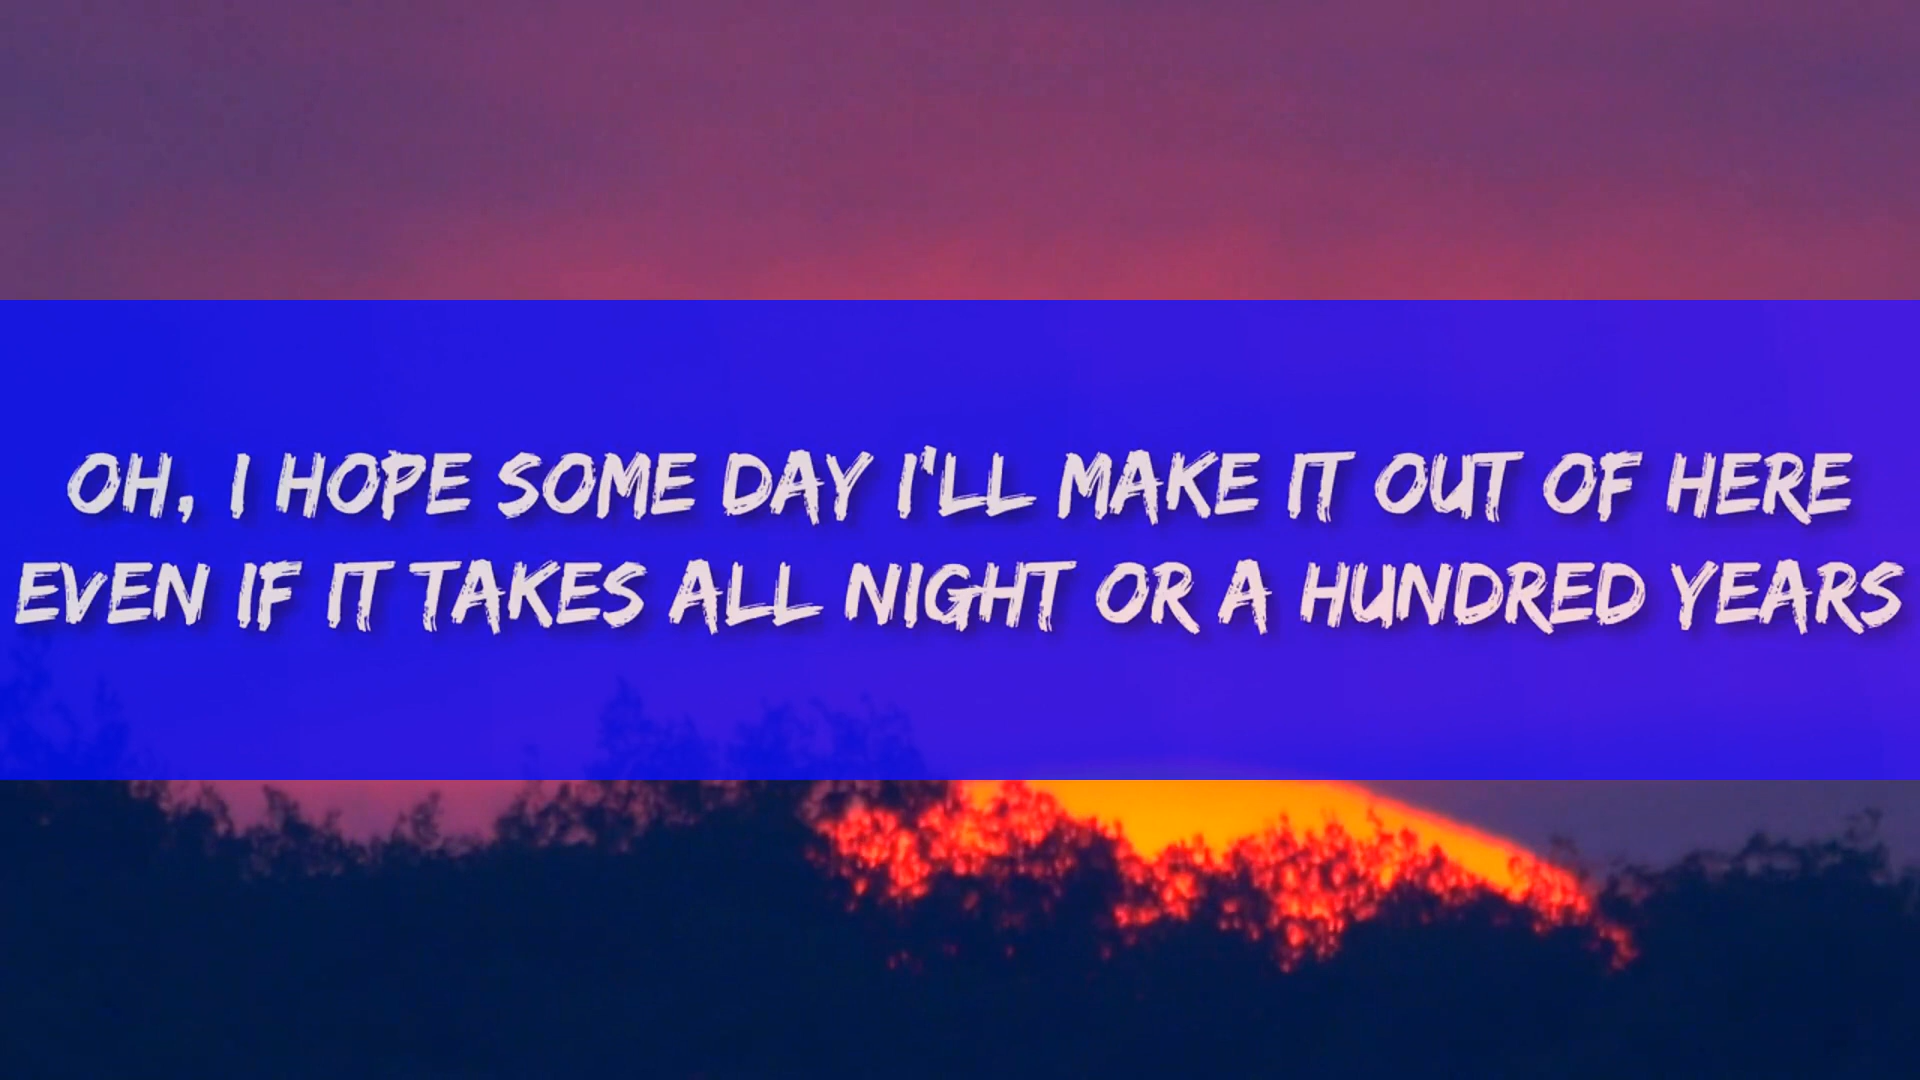 OH, I HOPE SOME DAY I'LL MAKE IT OUT OF HERE
EVEN IF IT TAKES ALL NIGHT OR A HUNDRED YEARS